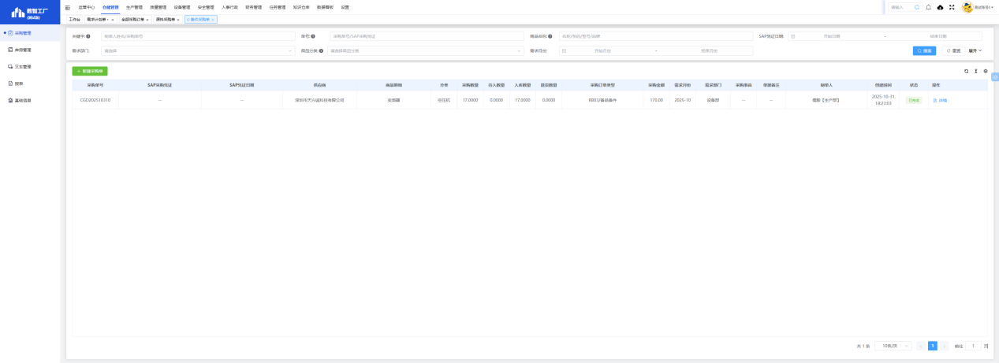 数智工厂
(测试版)
运营中心 仓储管理 生产管理 质量管理 设备管理 安全管理 人事行政 财务管理 任务管理 知识仓库 数据看板 设置
请输入
工作台 需求计划单 × 全部采购订单 × 原料采购单 × 备件采购单 ×
采购管理
库房管理
叉车管理
报表
基础信息
关键字: 制单人姓名/采购单号 单号: 采购单号/SAP采购凭证 商品名称: 名称/编码/型号/品牌 SAP凭证日期: 开始日期 - 结束日期
需求部门: 请选择 商品分类: 请选择商品分类 需求月份: 开始月份 - 结束月份 搜索 重置 展开
+ 新建采购单
采购单号 SAP采购凭证 SAP凭证日期 供应商 商品明细 分类 采购数量 待入数量 入库数量 退货数量 采购订单类型 采购金额 需求月份 需求部门 采购事由 单据备注 制单人 创建时间 状态 操作
CGD202510310 -- -- 深圳市天兴诚科技有限公司 变频器 空压机 17.0000 0.0000 17.0000 0.0000 RB03/备品备件 170.00 2025-10 设备部 -- -- 【生产部】 2025-10-31 18:23:03 已完成 详情
共 1 条 10条/页 1 前往 1 页